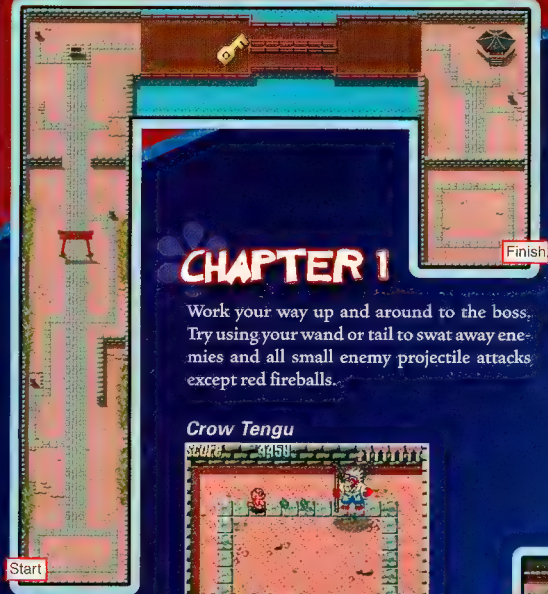 Finish
CHAPTER 1
Work your way up and around to the boss.
Try using your wand or tail to swat away ene-
mies and all small enemy projectile attacks
except red fireballs.
Crow Tengu
SCORE 4458
Start